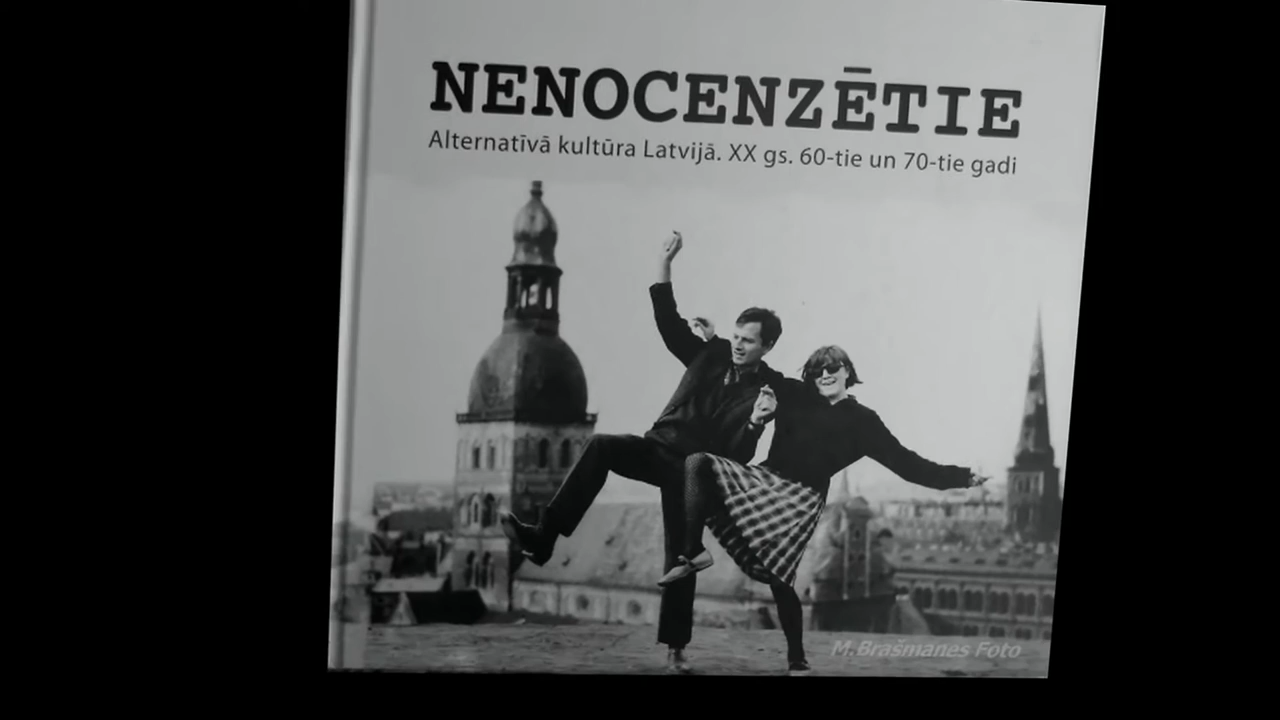 NENOCENZĒTIE
Alternatīvā kultūra Latvijā. XX gs. 60-tie un 70-tie gadi
M.Brašmanes Foto